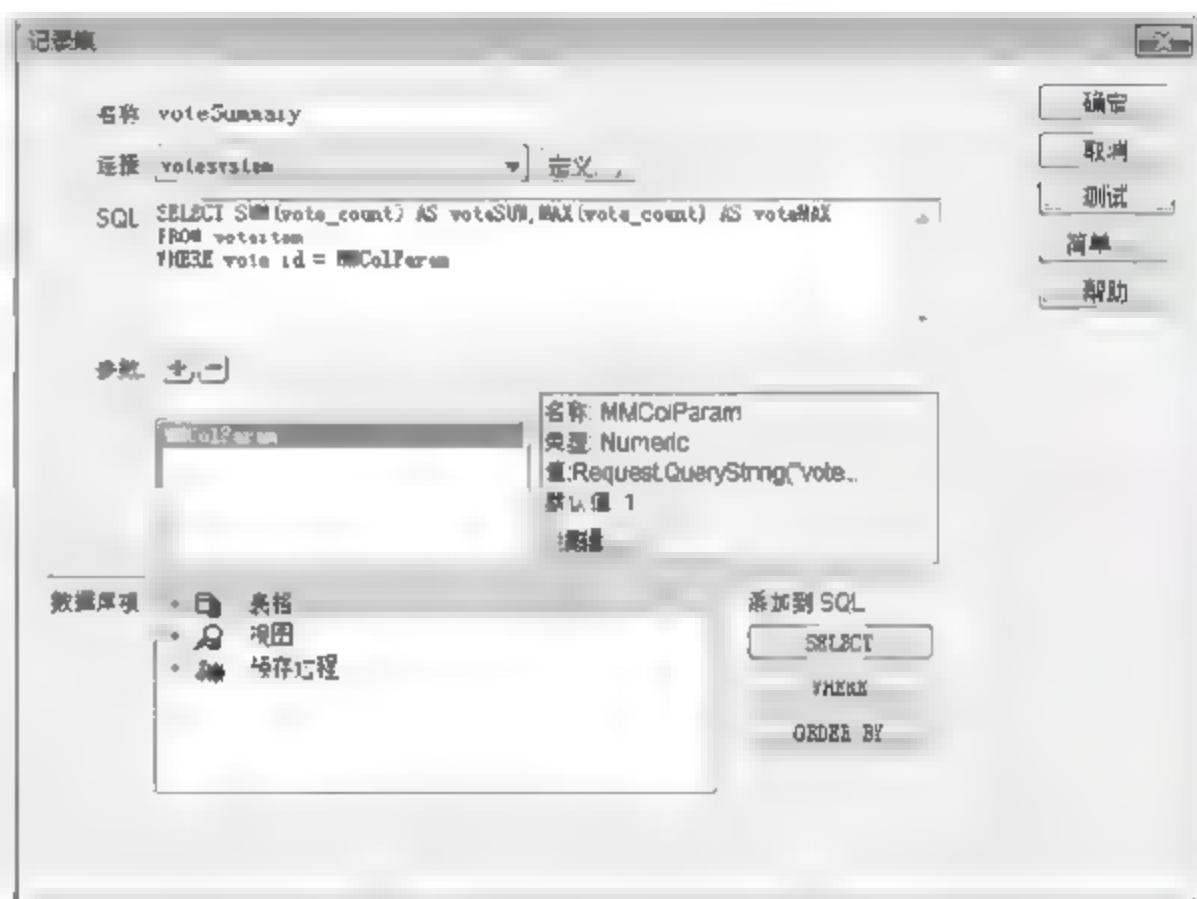 记录集
名称 voteSummary
确定
连接 votesystem 定义...
取消
SQL SELECT SUM(vote_count) AS voteSUM,MAX(vote_count) AS voteMAX
FROM voteitem
WHERE vote_id = MMColParam
测试
简单
帮助
参数
MMColParam
名称: MMColParam
类型: Numeric
值:Request.QueryString("vote...
默认值 1
编辑
数据库项
表格
视图
预存过程
添加到 SQL
SELECT
WHERE
ORDER BY